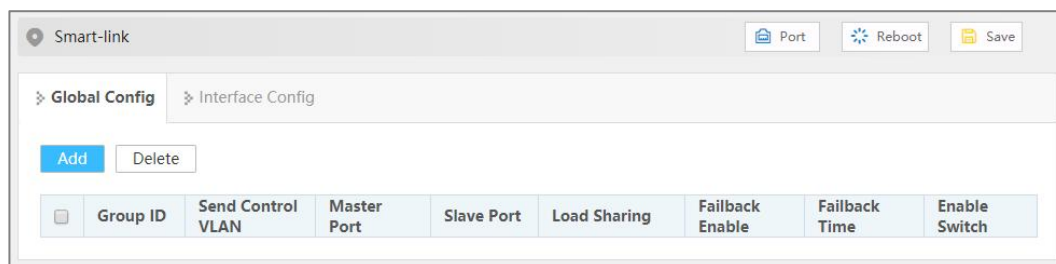 Smart-link Port Reboot Save
Global Config Interface Config
Add Delete
Group ID Send Control VLAN Master Port Slave Port Load Sharing Failback Enable Failback Time Enable Switch